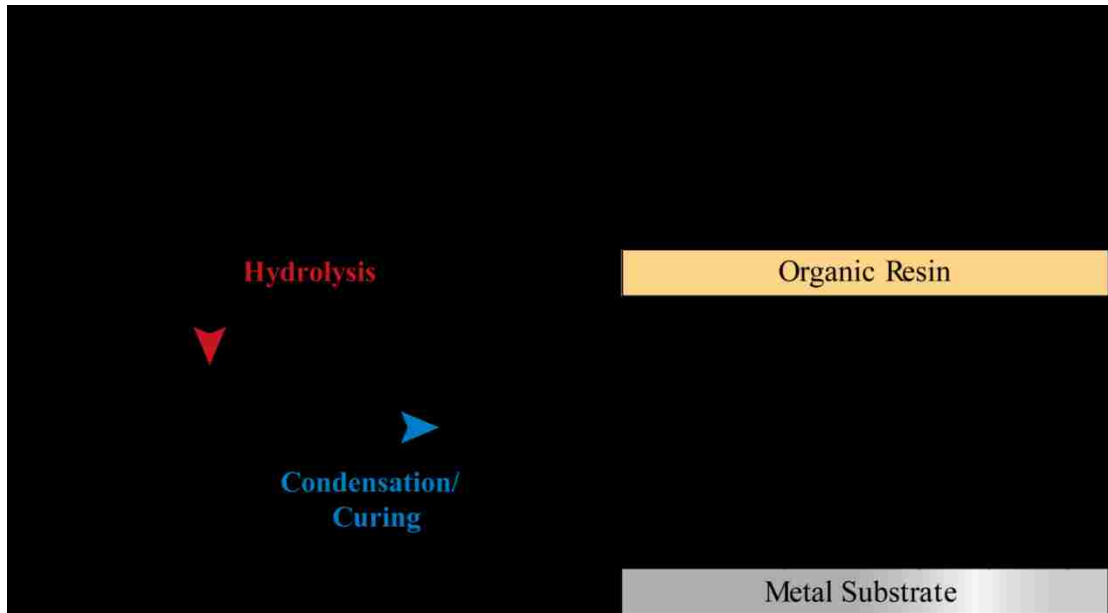 Hydrolysis
Organic Resin
Condensation/
Curing
Metal Substrate